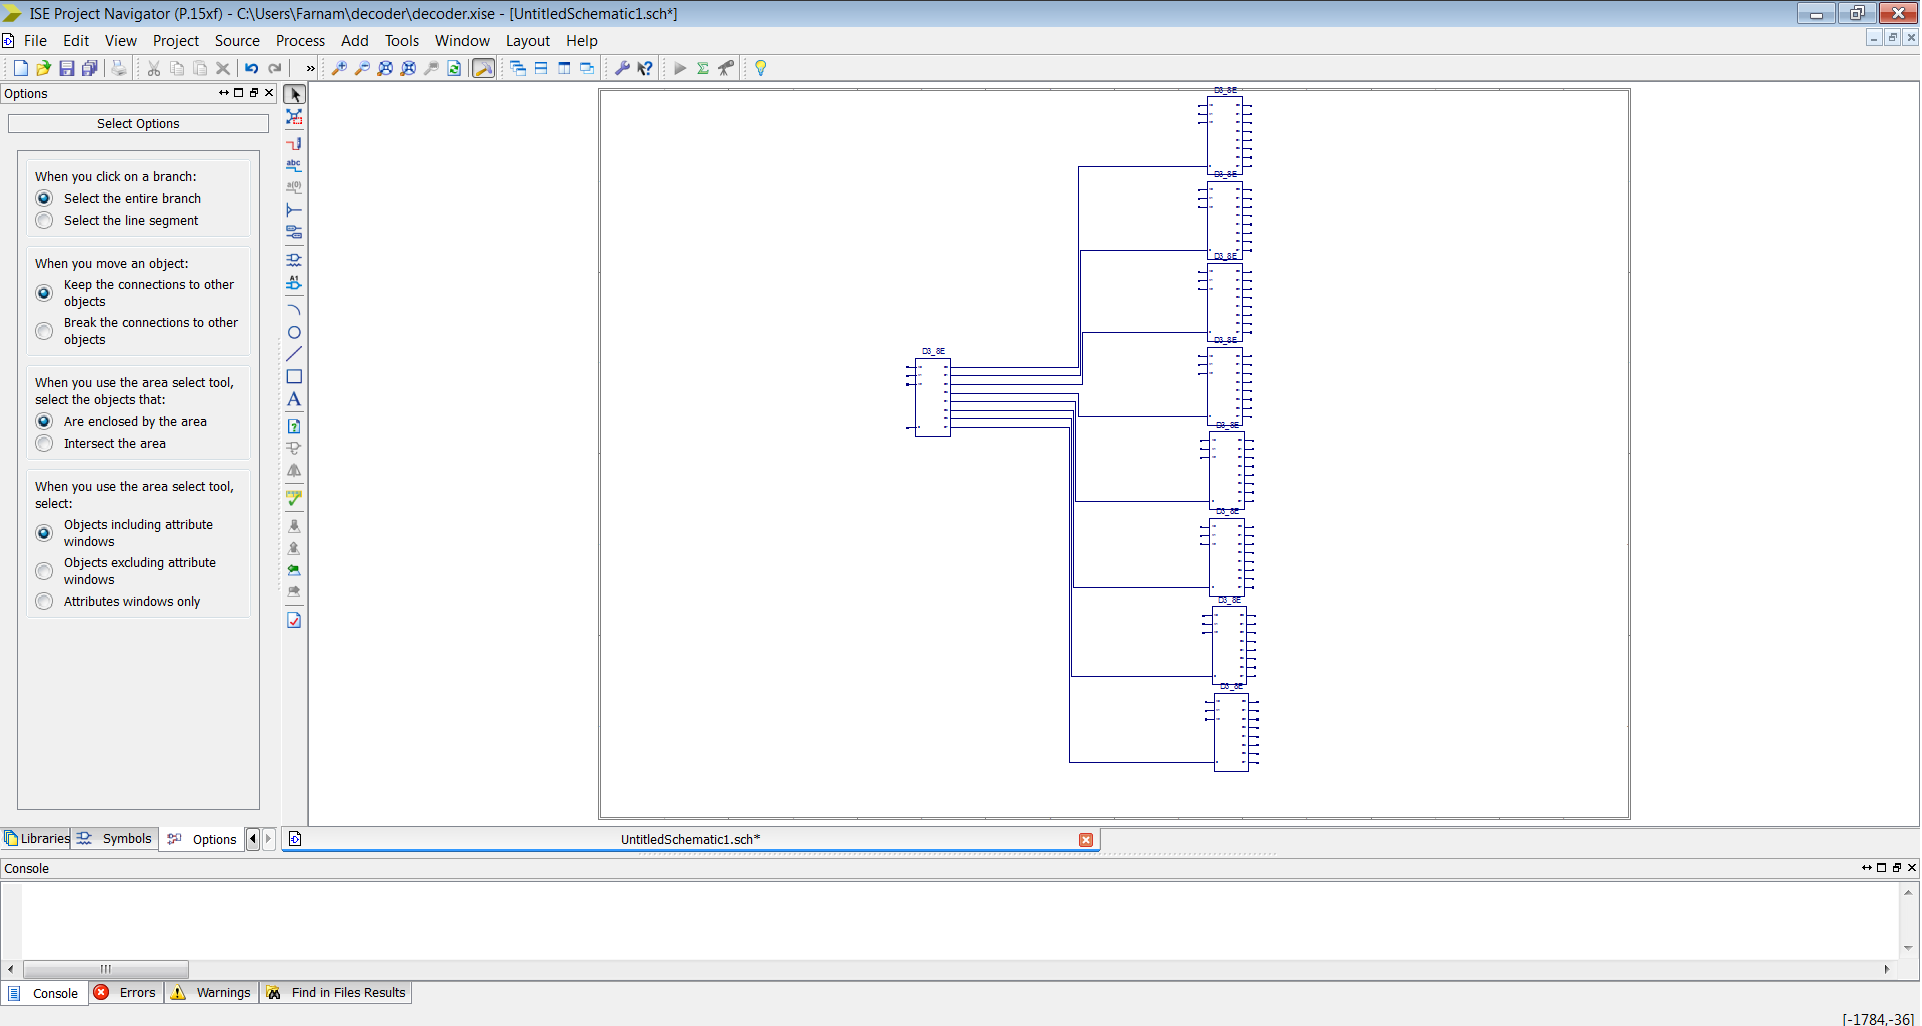 ISE Project Navigator (P.15xf) - C:\Users\Farnam\decoder\decoder.xise - [UntitledSchematic1.sch*]
File Edit View Project Source Process Add Tools Window Layout Help
Options
Select Options
When you click on a branch:
Select the entire branch
Select the line segment
When you move an object:
Keep the connections to other
objects
Break the connections to other
objects
When you use the area select tool,
select the objects that:
Are enclosed by the area
Intersect the area
When you use the area select tool,
select:
Objects including attribute
windows
Objects excluding attribute
windows
Attributes windows only
abc
a(0)
A1
A
D3_8E
D3_8E
D3_8E
D3_8E
D3_8E
D3_8E
D3_8E
D3_8E
D3_8E
Libraries Symbols Options
UntitledSchematic1.sch*
Console
Console Errors Warnings Find in Files Results
[-1784,-36]